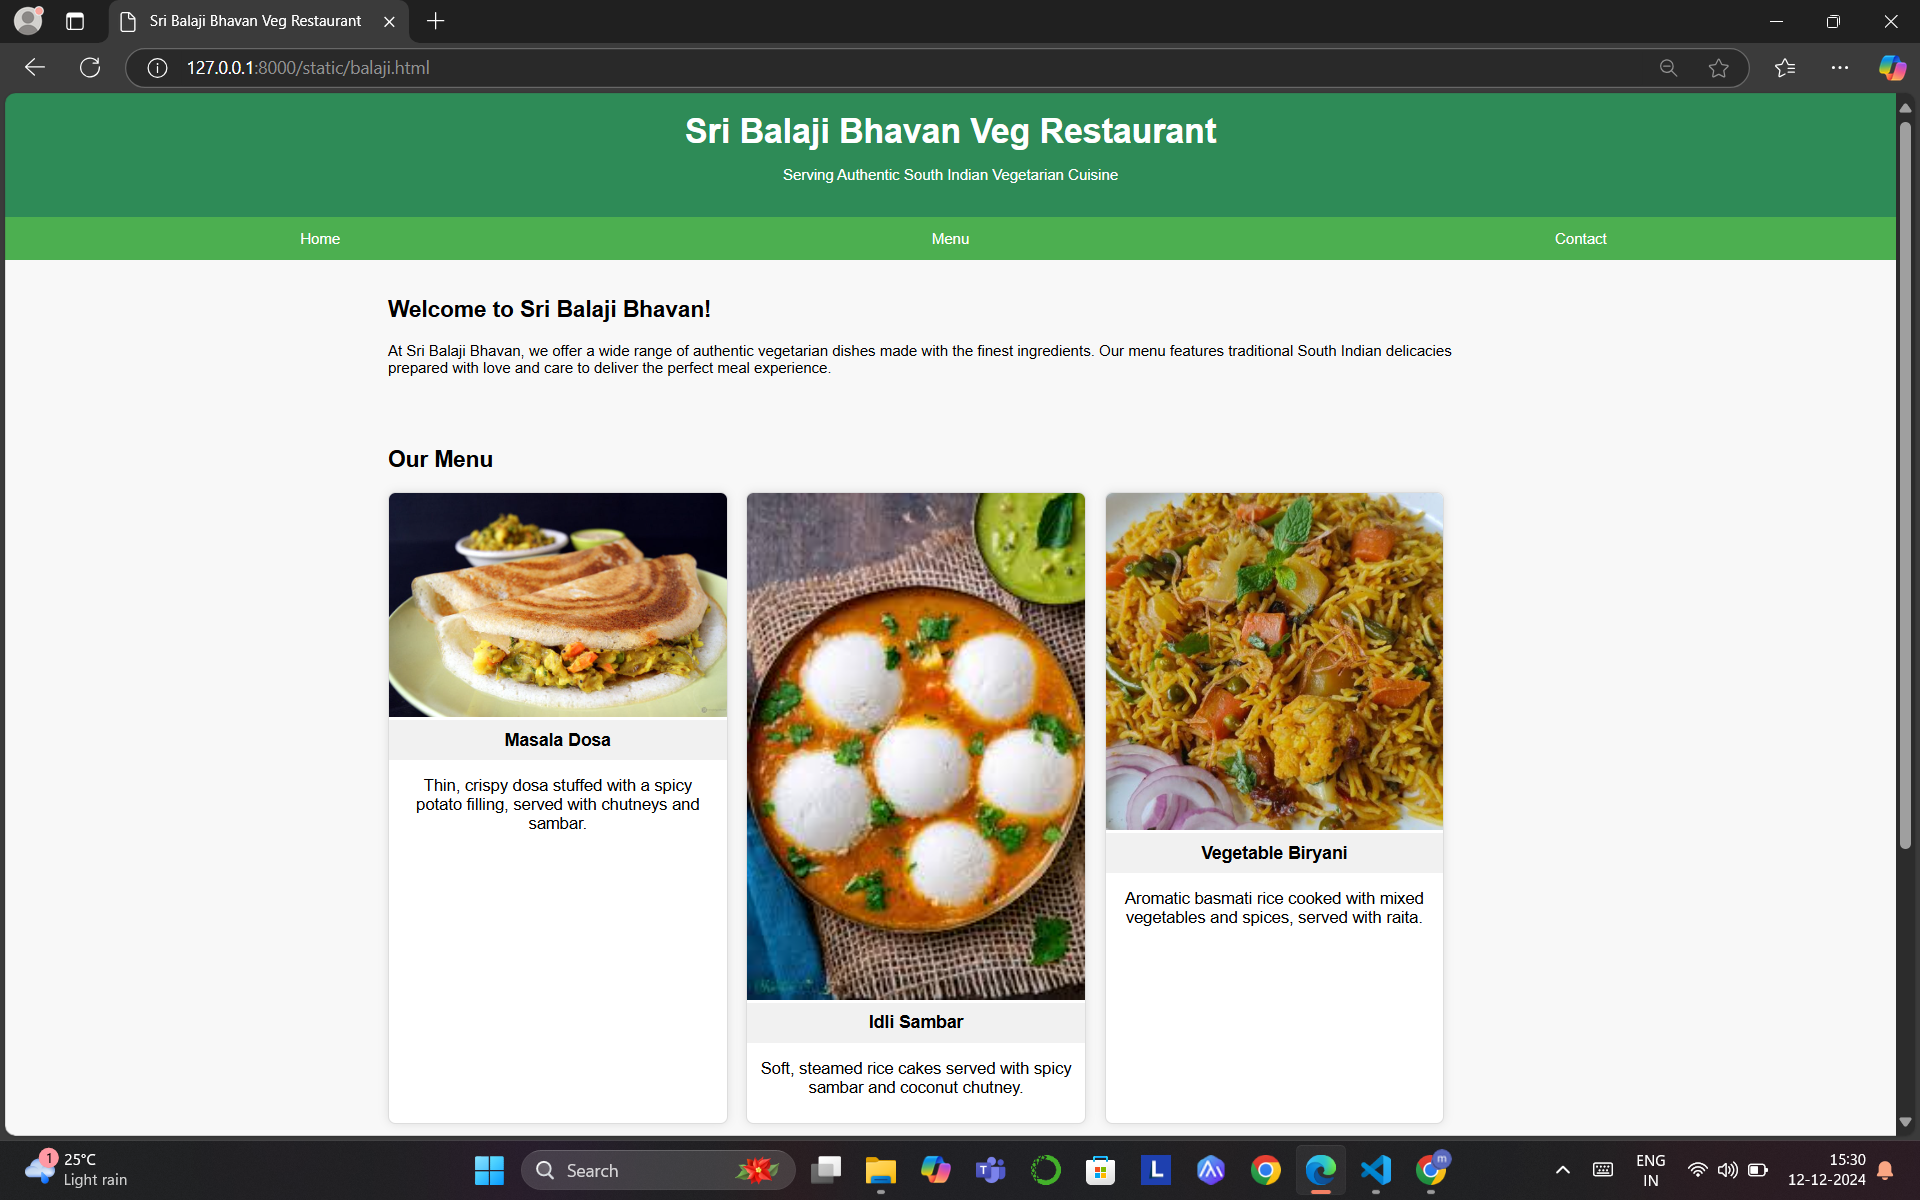 Sri Balaji Bhavan Veg Restaurant
127.0.0.1:8000/static/balaji.html
Sri Balaji Bhavan Veg Restaurant
Serving Authentic South Indian Vegetarian Cuisine
Home
Menu
Contact
Welcome to Sri Balaji Bhavan!
At Sri Balaji Bhavan, we offer a wide range of authentic vegetarian dishes made with the finest ingredients. Our menu features traditional South Indian delicacies
prepared with love and care to deliver the perfect meal experience.
Our Menu
Masala Dosa
Thin, crispy dosa stuffed with a spicy
potato filling, served with chutneys and
sambar.
Idli Sambar
Soft, steamed rice cakes served with spicy
sambar and coconut chutney.
Vegetable Biryani
Aromatic basmati rice cooked with mixed
vegetables and spices, served with raita.
1
25°C
Light rain
Search
L
m
ENG
IN
15:30
12-12-2024